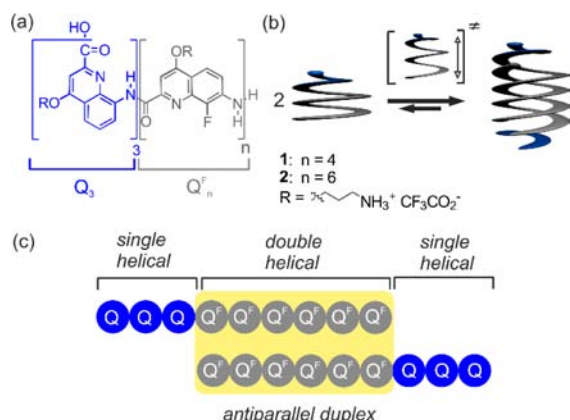 (a)
HO
C=O
RO
N
N
H
3
Q₃
OR
O
N
F
N
H
H
n
Qᶠₙ
(b)
2
≠
1: n = 4
2: n = 6
R = NH₃⁺ CF₃CO₂⁻
(c)
single helical
double helical
single helical
Q Q Q Qᶠ Qᶠ Qᶠ Qᶠ Qᶠ Qᶠ
Qᶠ Qᶠ Qᶠ Qᶠ Qᶠ Qᶠ Q Q Q
antiparallel duplex